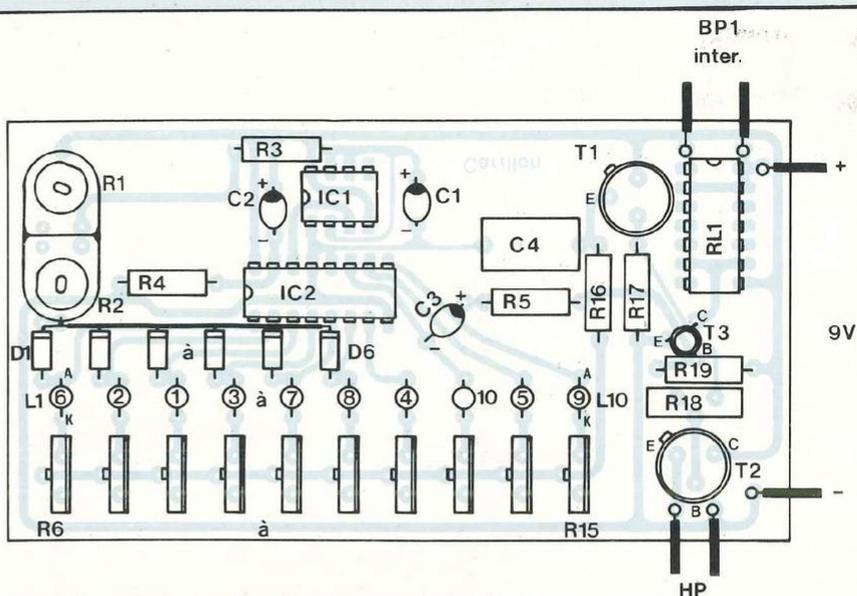 BP1
inter.
R3
T1
R1
C2
+
-
IC1
+
-
C1
E
+
Carillon
C4
RL1
R4
IC2
C3
+
-
R5
R16
R17
R2
C
T3
E
B
9V
D1
à
D6
R19
A
A
L1
6
2
1
3
à
7
8
4
10
5
9
L10
R18
K
K
E
C
T2
B
-
R6
à
R15
HP